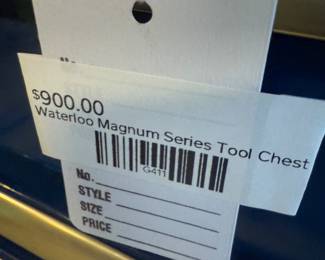 $900.00
Waterloo Magnum Series Tool Chest
G411
No.
STYLE
SIZE
PRICE